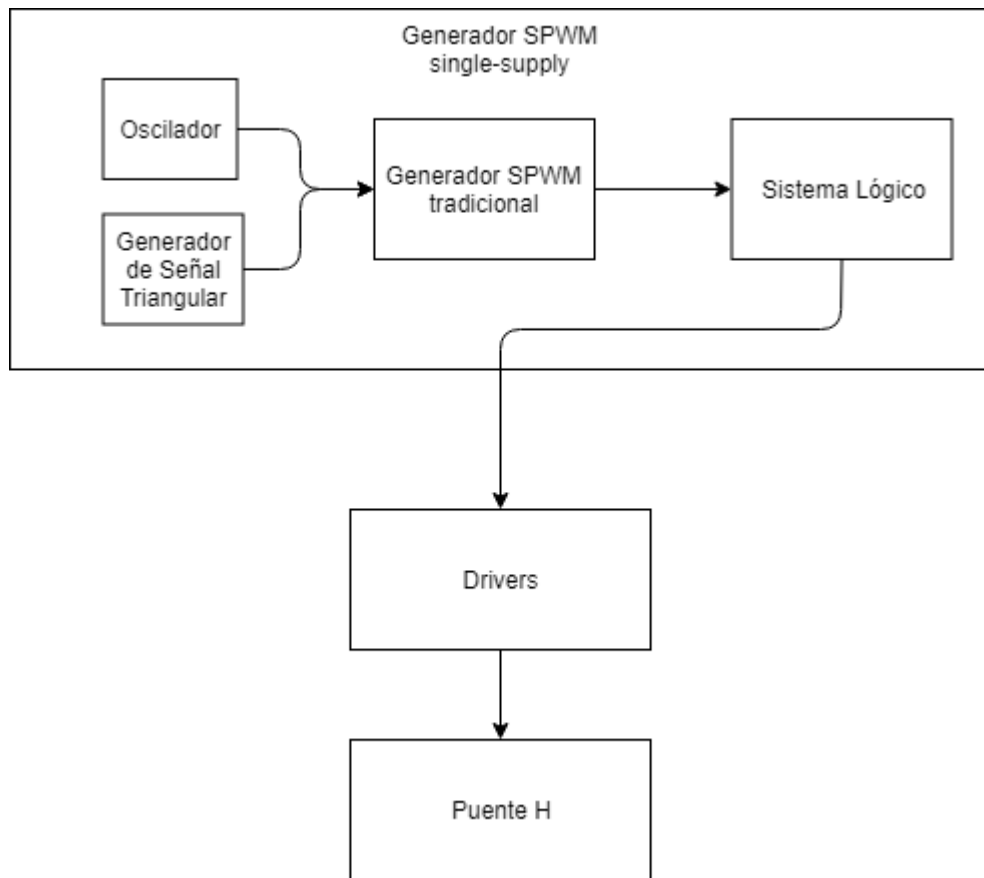 Generador SPWM
single-supply
Oscilador
Generador
de Señal
Triangular
Generador SPWM
tradicional
Sistema Lógico
Drivers
Puente H